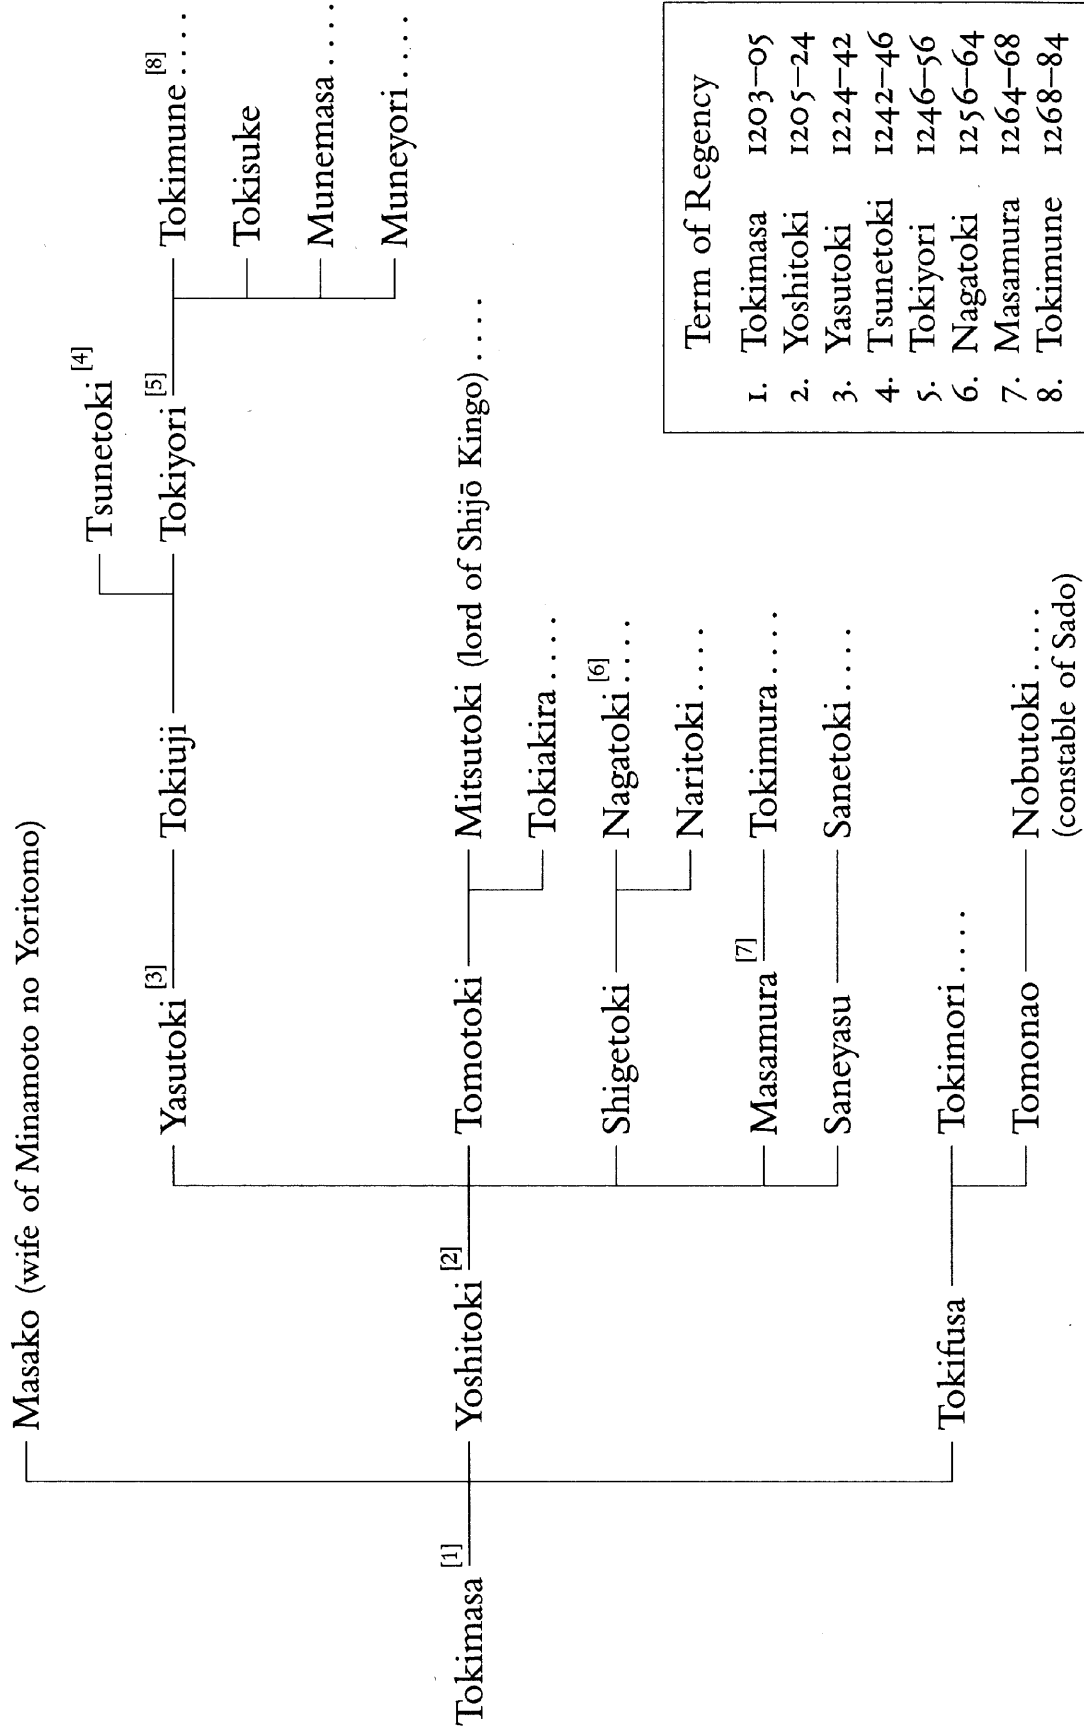 Masako (wife of Minamoto no Yoritomo)
Tsunetoki [4]
Yasutoki [3] Tokiuji Tokiyori [5] Tokimune [8] . . . .
Tokisuke
Munemasa . . . .
Muneyori . . . .
Tokimasa [1] Yoshitoki [2] Tomotoki Mitsutoki (lord of Shijō Kingo) . . . .
Tokiakira . . . .
Shigetoki Nagatoki [6] . . . .
Naritoki . . . .
Masamura [7] Tokimura . . . .
Saneyasu Sanetoki . . . .
Tokifusa Tokimori . . . .
Tomonao Nobutoki . . . .
(constable of Sado)
Term of Regency
1. Tokimasa 1203–05
2. Yoshitoki 1205–24
3. Yasutoki 1224–42
4. Tsunetoki 1242–46
5. Tokiyori 1246–56
6. Nagatoki 1256–64
7. Masamura 1264–68
8. Tokimune 1268–84